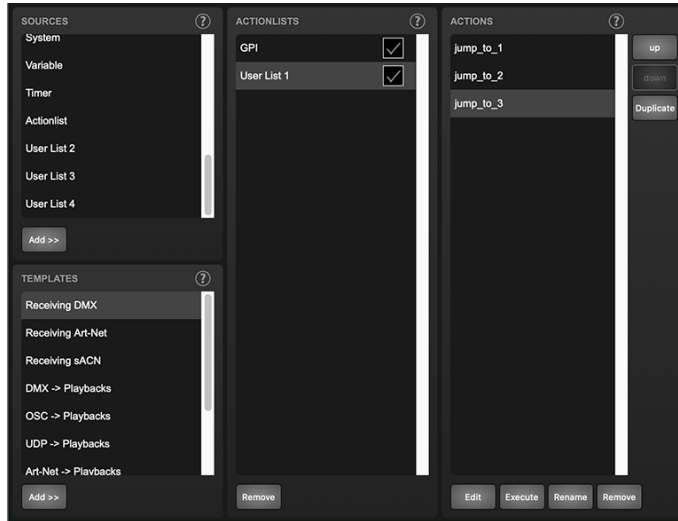 SOURCES ?
System
Variable
Timer
Actionlist
User List 2
User List 3
User List 4
Add >>
TEMPLATES ?
Receiving DMX
Receiving Art-Net
Receiving sACN
DMX -> Playbacks
OSC -> Playbacks
UDP -> Playbacks
Art-Net -> Playbacks
Add >>
ACTIONLISTS ?
GPI
User List 1
Remove
ACTIONS ?
jump_to_1
jump_to_2
jump_to_3
up
down
Duplicate
Edit Execute Rename Remove